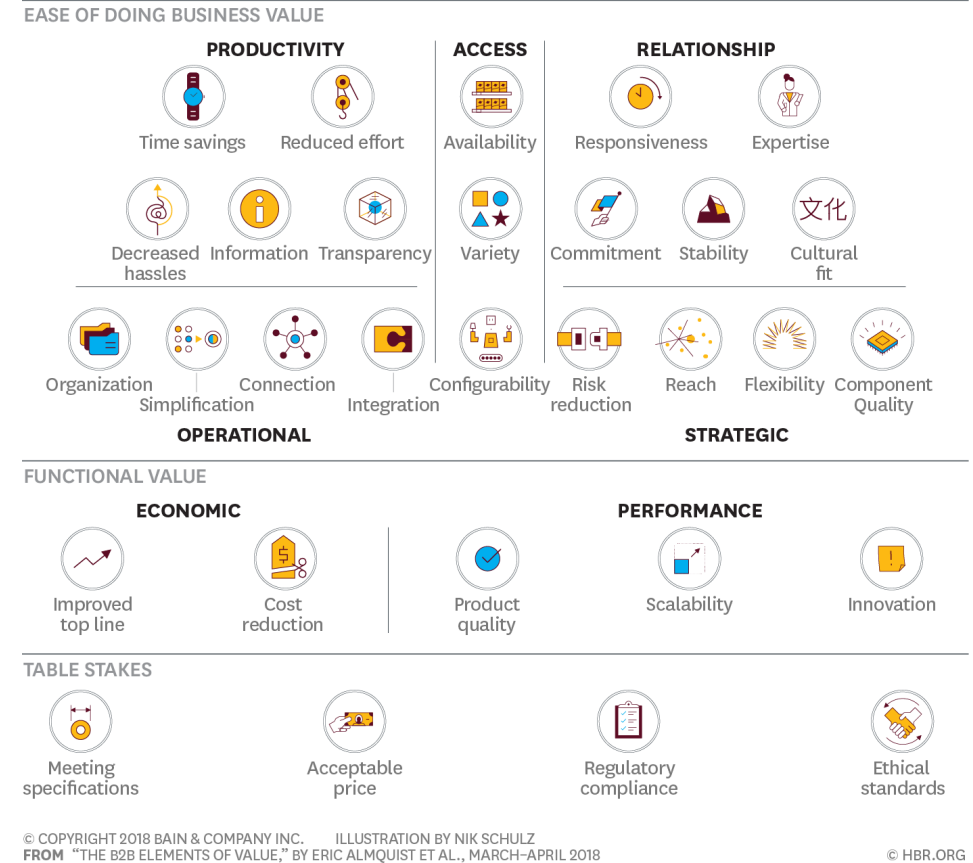 EASE OF DOING BUSINESS VALUE
PRODUCTIVITY
ACCESS
RELATIONSHIP
Time savings
Reduced effort
Availability
Responsiveness
Expertise
文化
Decreased
hassles
Information
Transparency
Variety
Commitment
Stability
Cultural
fit
Organization
Simplification
Connection
Integration
Configurability
Risk
reduction
Reach
Flexibility
Component
Quality
OPERATIONAL
STRATEGIC
FUNCTIONAL VALUE
ECONOMIC
PERFORMANCE
$
!
Improved
top line
Cost
reduction
Product
quality
Scalability
Innovation
TABLE STAKES
Meeting
specifications
Acceptable
price
Regulatory
compliance
Ethical
standards
© COPYRIGHT 2018 BAIN & COMPANY INC. ILLUSTRATION BY NIK SCHULZ
FROM “THE B2B ELEMENTS OF VALUE,” BY ERIC ALMQUIST ET AL., MARCH–APRIL 2018
© HBR.ORG